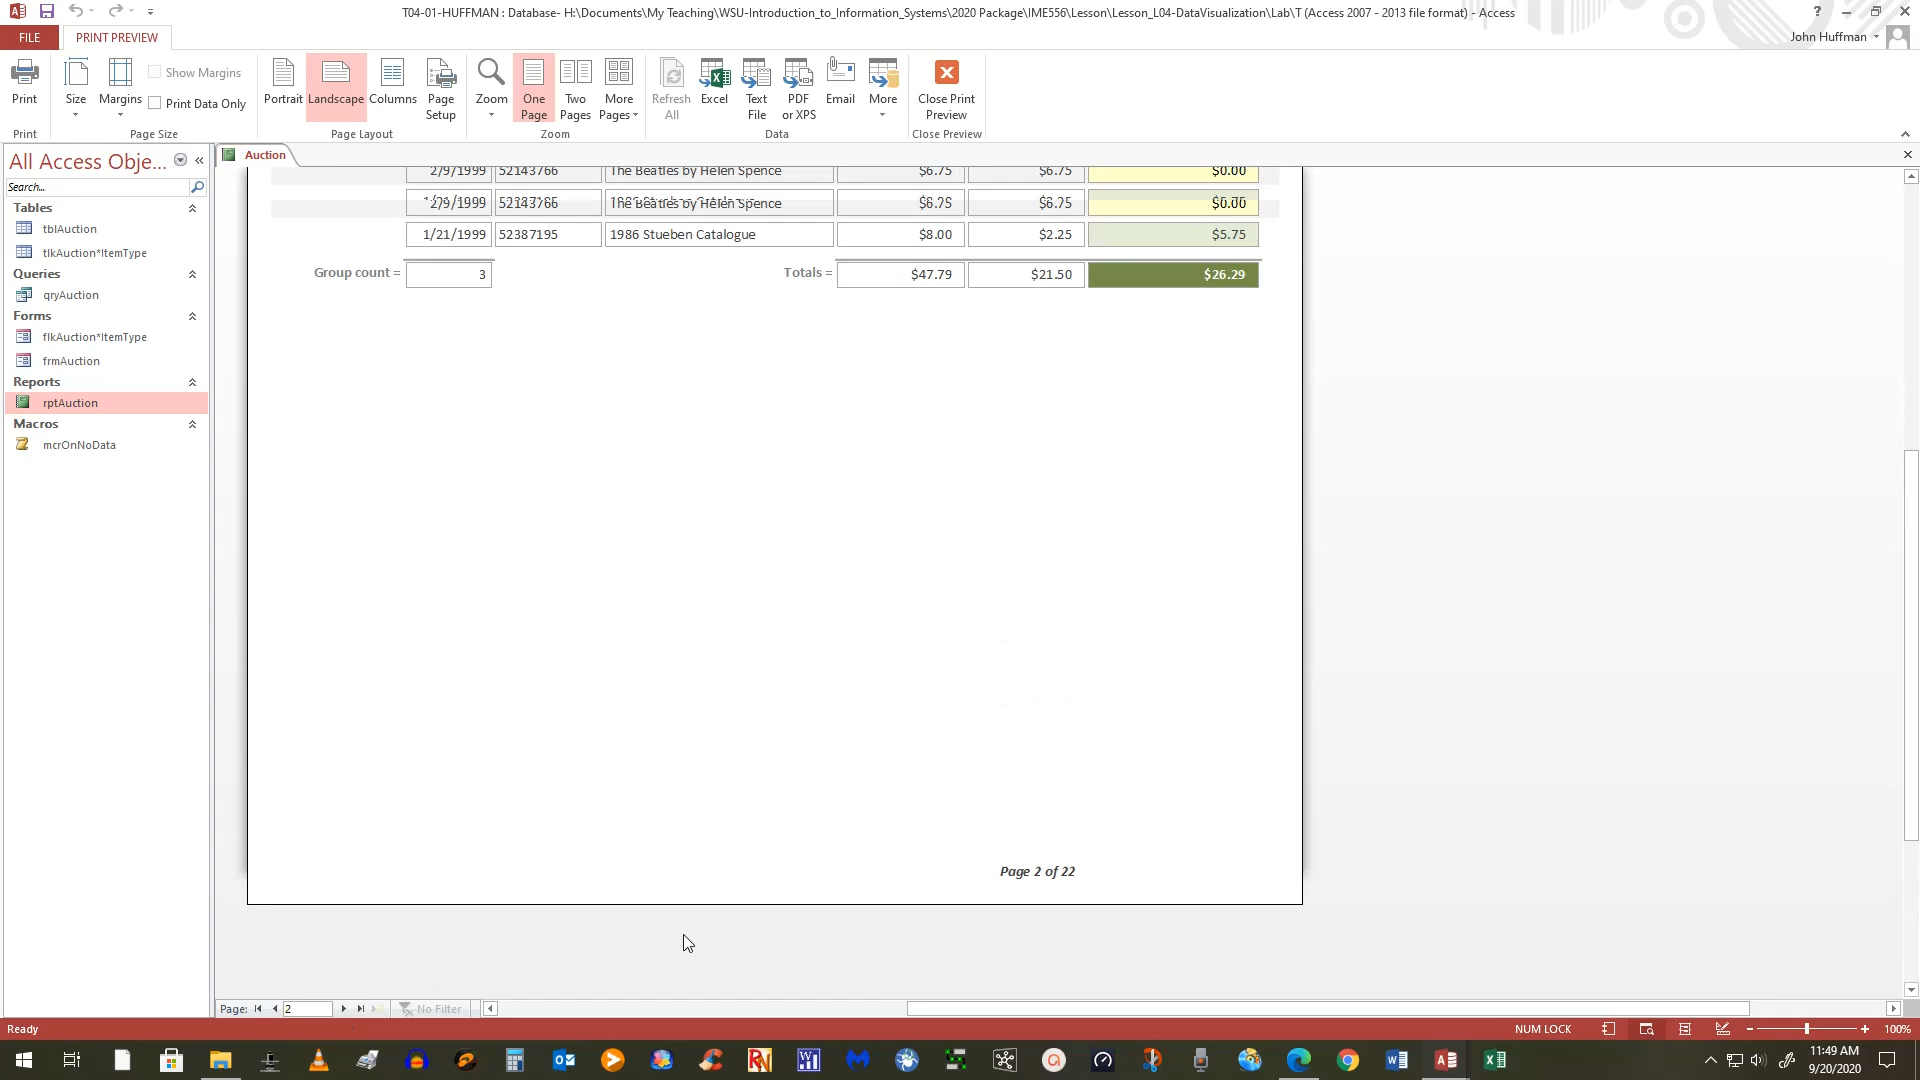 T04-01-HUFFMAN : Database- H:\Documents\My Teaching\WSU-Introduction_to_Information_Systems\2020 Package\IME556\Lesson\Lesson_L04-DataVisualization\Lab\T (Access 2007 - 2013 file format) - Access
FILE PRINT PREVIEW John Huffman
Show Margins
Print Data Only
Print Size Margins Portrait Landscape Columns Page Setup Zoom One Page Two Pages More Pages Refresh All Excel Text File PDF or XPS Email More Close Print Preview
Print Page Size Page Layout Zoom Data Close Preview
All Access Obje... «
Auction
Search...
Tables
tblAuction
tlkAuction*ItemType
Queries
qryAuction
Forms
flkAuction*ItemType
frmAuction
Reports
rptAuction
Macros
mcrOnNoData
2/9/1999 52143766 The Beatles by Helen Spence $6.75 $6.75 $0.00
2/9/1999 The Beatles by Helen Spence $6.75 $6.75 $0.00
1/21/1999 52387195 1986 Stueben Catalogue $8.00 $2.25 $5.75
Group count = 3 Totals = $47.79 $21.50 $26.29
Page 2 of 22
Page: 2 No Filter
Ready NUM LOCK 100%
11:49 AM
9/20/2020